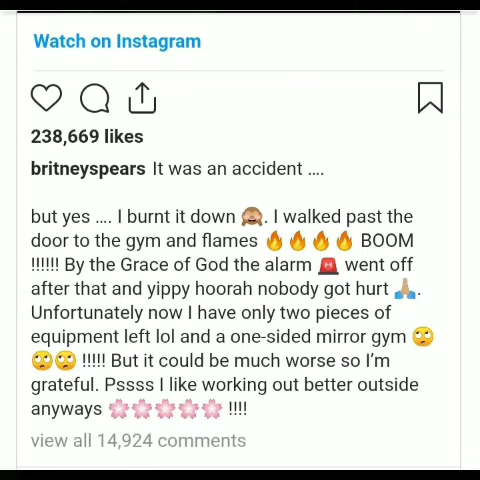 Watch on Instagram
238,669 likes
britneyspears It was an accident ....
but yes .... I burnt it down 🙈. I walked past the
door to the gym and flames 🔥🔥🔥🔥 BOOM
!!!!!! By the Grace of God the alarm 🚨 went off
after that and yippy hoorah nobody got hurt 🙏🏼.
Unfortunately now I have only two pieces of
equipment left lol and a one-sided mirror gym 🙄
🙄🙄 !!!!! But it could be much worse so I'm
grateful. Pssss I like working out better outside
anyways 🌸🌸🌸🌸🌸 !!!!
view all 14,924 comments